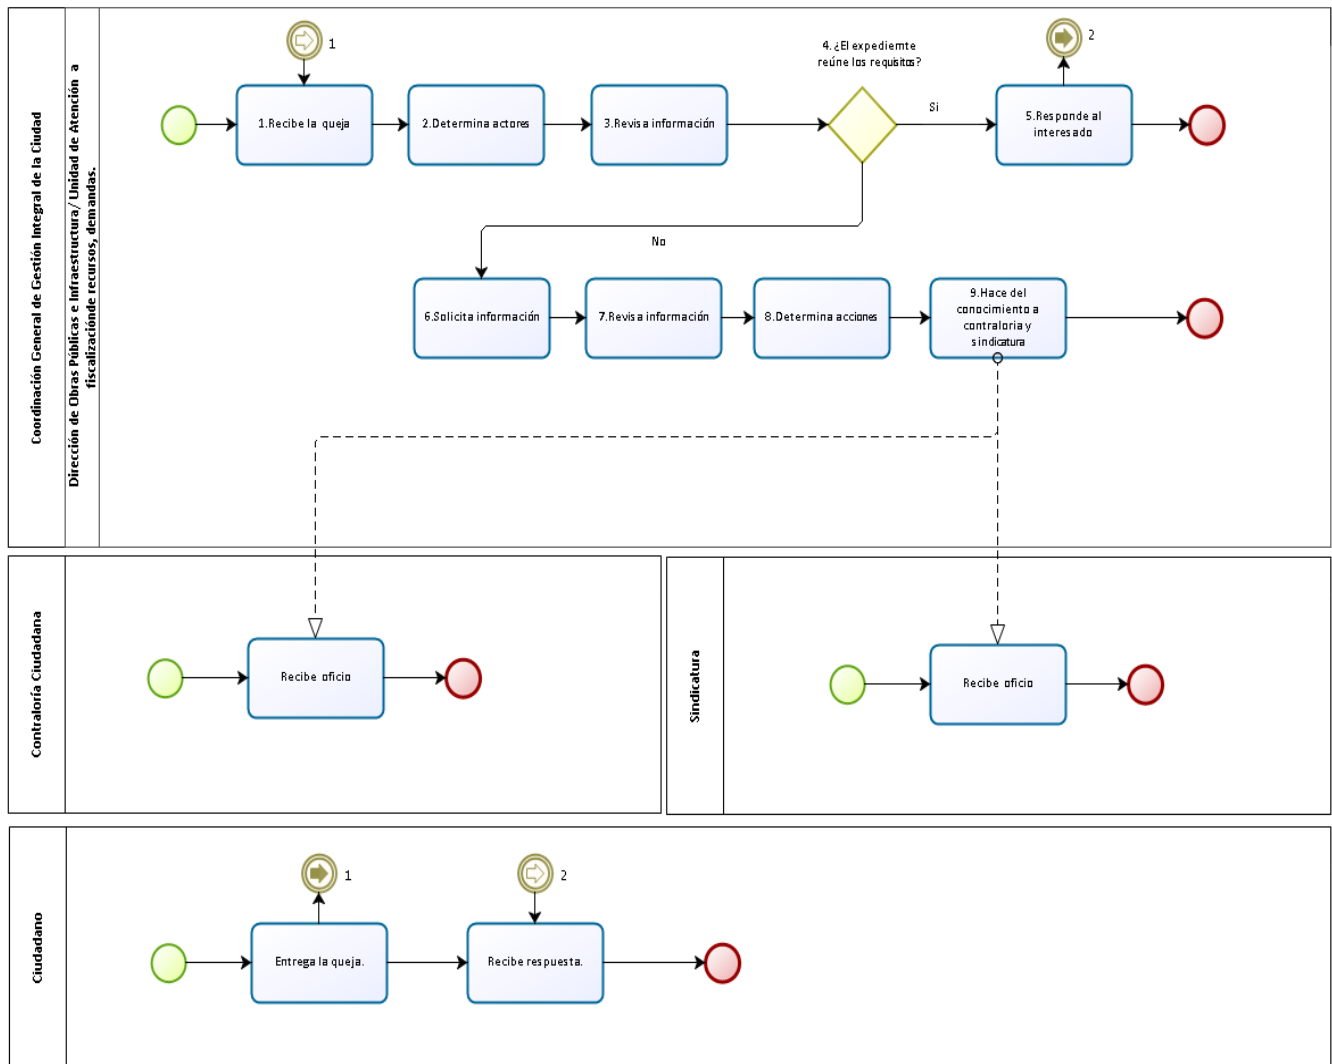 Coordinación General de Gestión Integral de la Ciudad
Dirección de Obras Públicas e Infraestructura/ Unidad de Atención a
fiscalizaciónde recursos, demandas.
1
1.Recibe la queja
2.Determina actores
3.Revisa información
4. ¿El expediemte
reúne los requisitos?
Si
2
5.Responde al
interesado
No
6.Solicita información
7.Revisa información
8.Determina acciones
9.Hace del
conocimiento a
contraloria y
sindicatura
Contraloría Ciudadana
Recibe oficio
Sindicatura
Recibe oficio
Ciudadano
1
Entrega la queja.
2
Recibe respuesta.